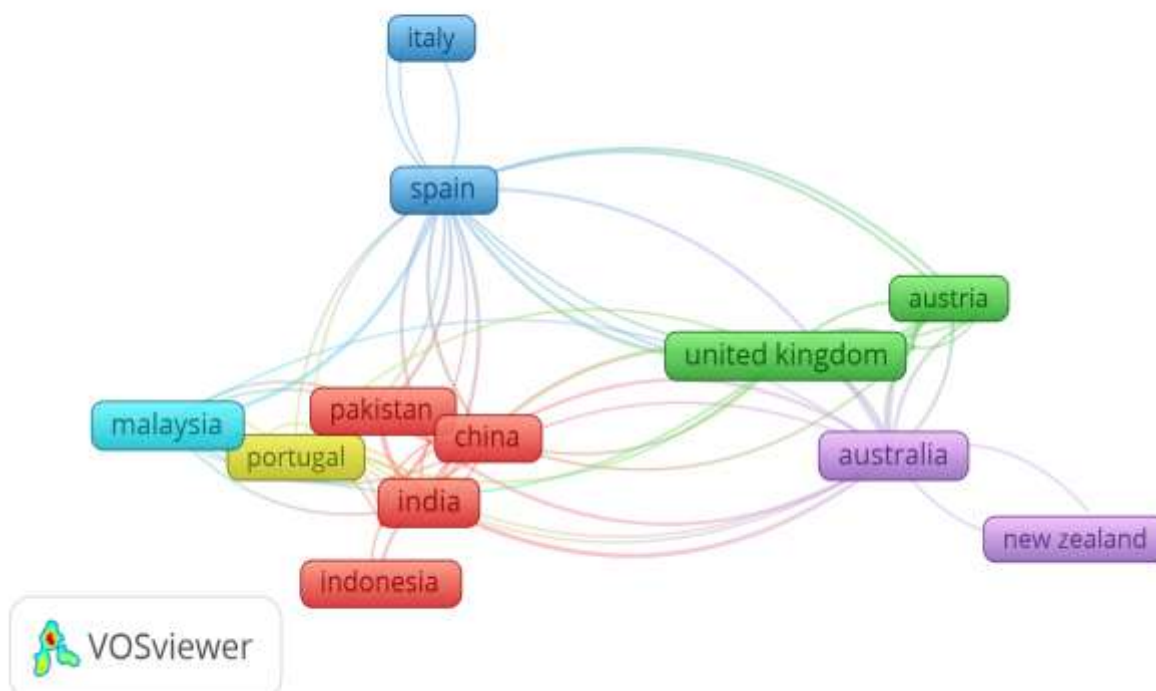 italy
spain
austria
united kingdom
pakistan
malaysia
china
portugal
australia
india
new zealand
indonesia
VOSviewer